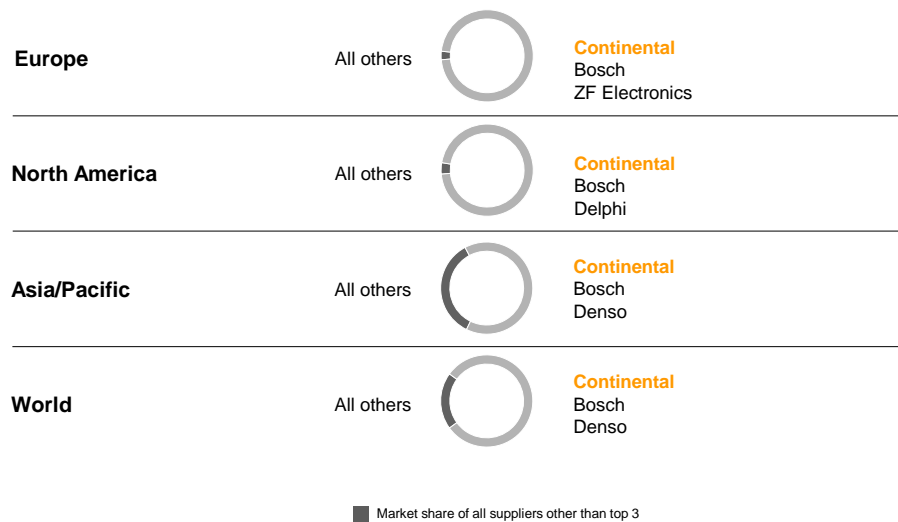 Europe
All others
Continental
Bosch
ZF Electronics
North America
All others
Continental
Bosch
Delphi
Asia/Pacific
All others
Continental
Bosch
Denso
World
All others
Continental
Bosch
Denso
Market share of all suppliers other than top 3